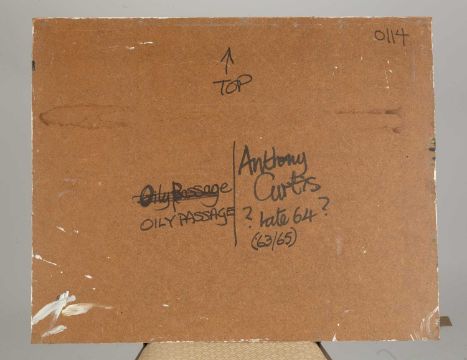 0114
↑
TOP
Oily Passage
OILY PASSAGE
Anthony
Curtis
? Late 64 ?
(63/65)